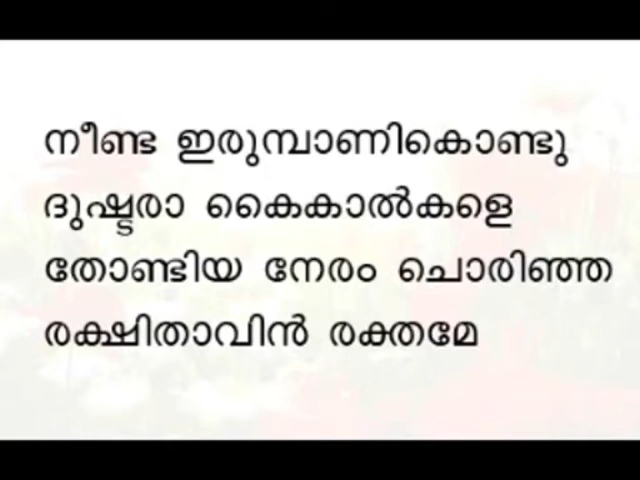 നീണ്ട ഇരുമ്പാണികൊണ്ടു
ദുഷ്ടരാ കൈകാൽകളെ
തോണ്ടിയ നേരം ചൊരിഞ്ഞ
രക്ഷിതാവിൻ രക്തമേ